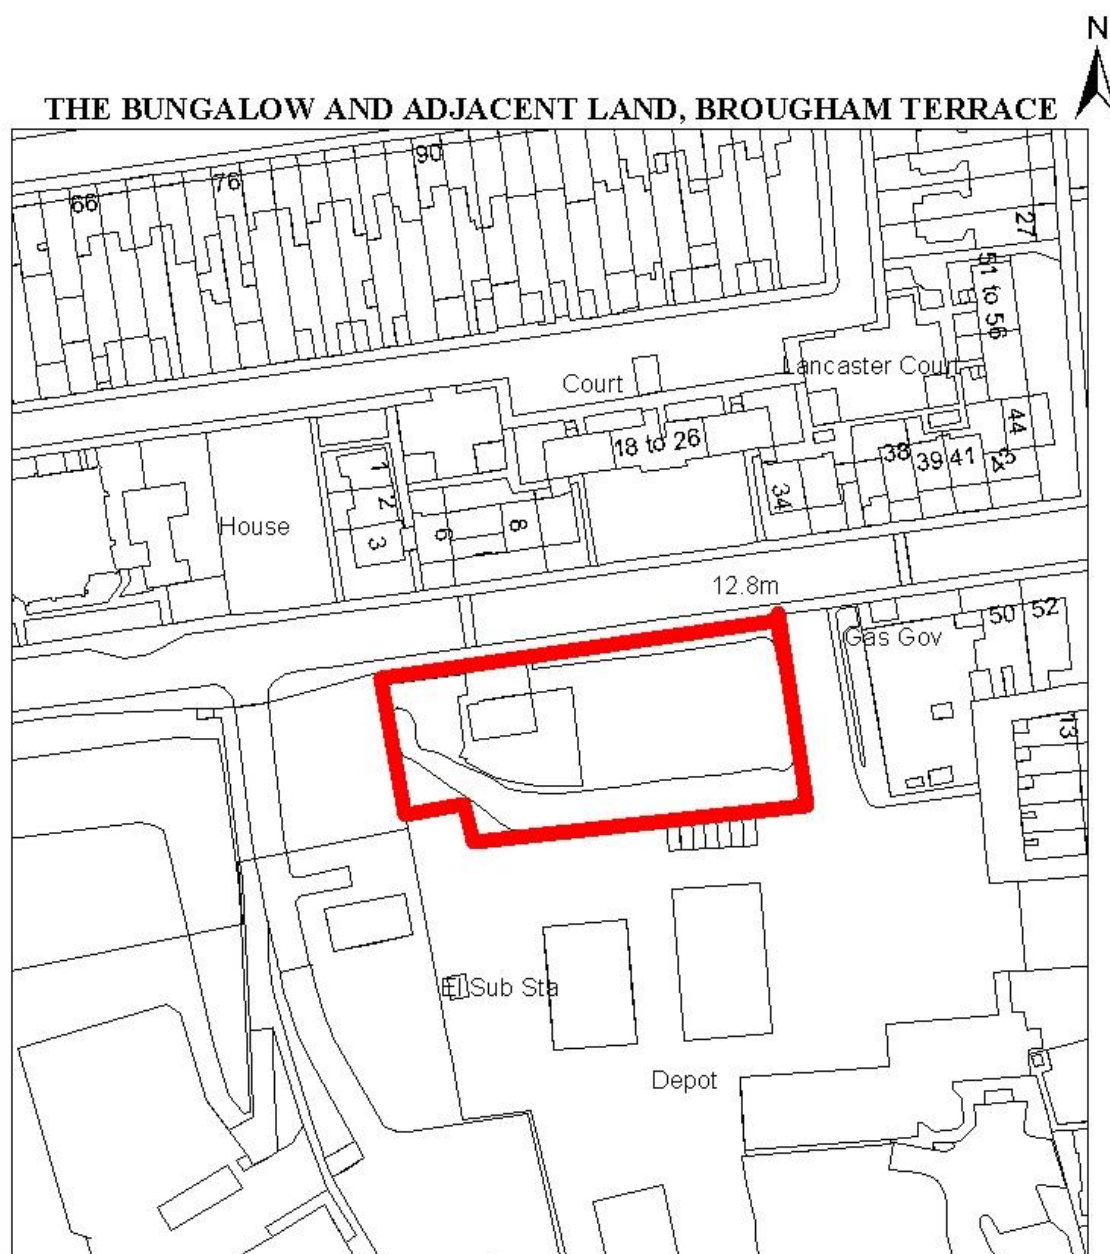 N
THE BUNGALOW AND ADJACENT LAND, BROUGHAM TERRACE
90
76
66
27
51 to 56
Lancaster Court
Court
44
18 to 26
38
39
41
1
2
34
House
6
8
3
12.8m
50
52
Gas Gov
13
El Sub Sta
Depot